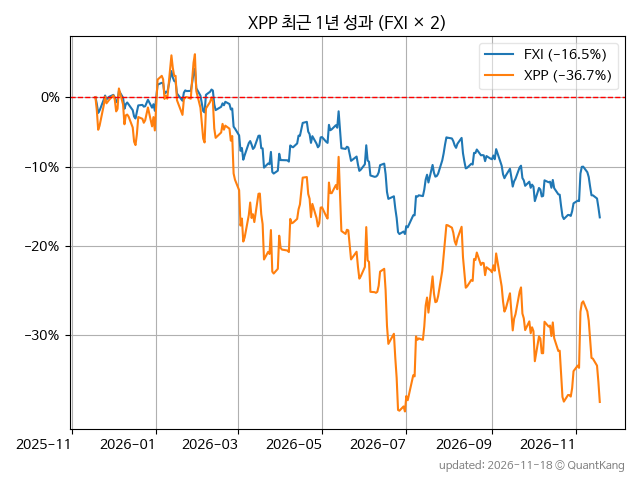 XPP 최근 1년 성과 (FXI × 2)
FXI (−16.5%)
XPP (−36.7%)
0%
−10%
−20%
−30%
2025-11 2026-01 2026-03 2026-05 2026-07 2026-09 2026-11
updated: 2026-11-18 © QuantKang